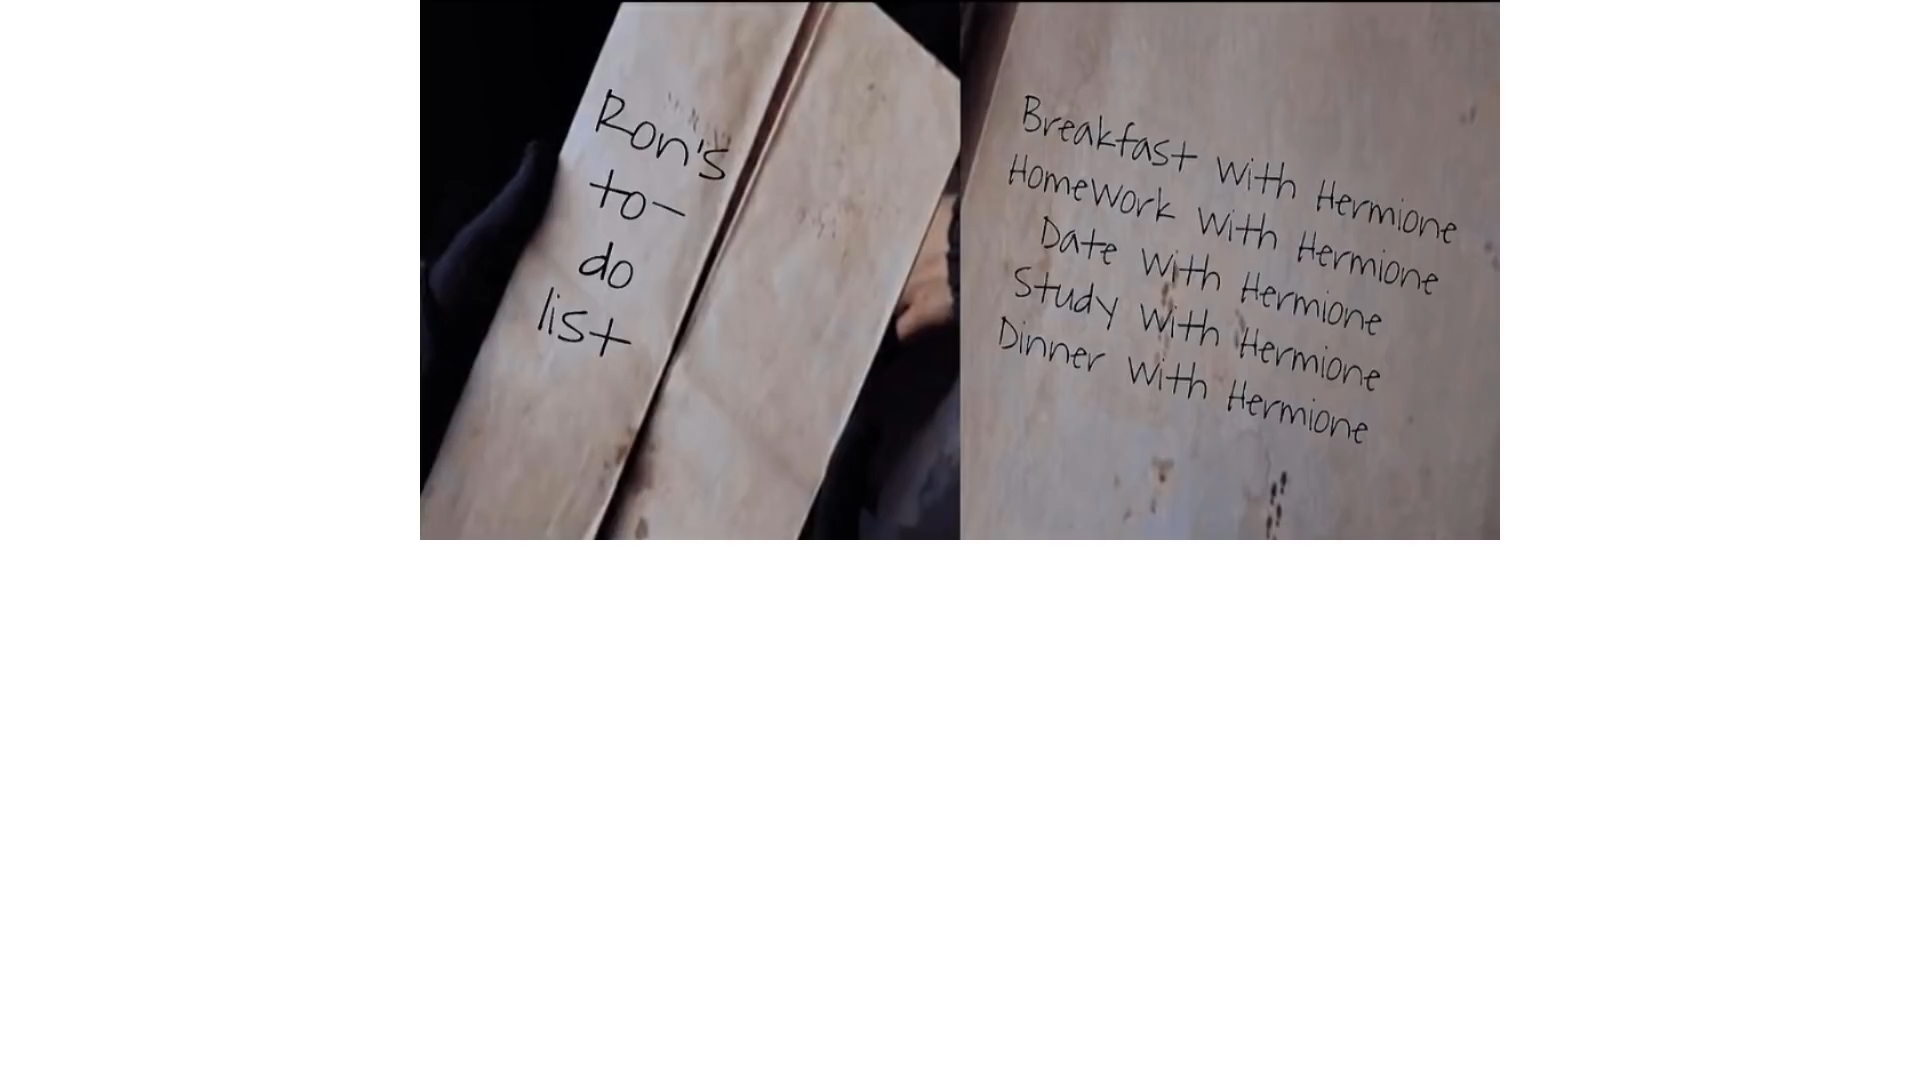 Ron's
to-
do
list
Breakfast with Hermione
Homework with Hermione
Date with Hermione
Study with Hermione
Dinner with Hermione